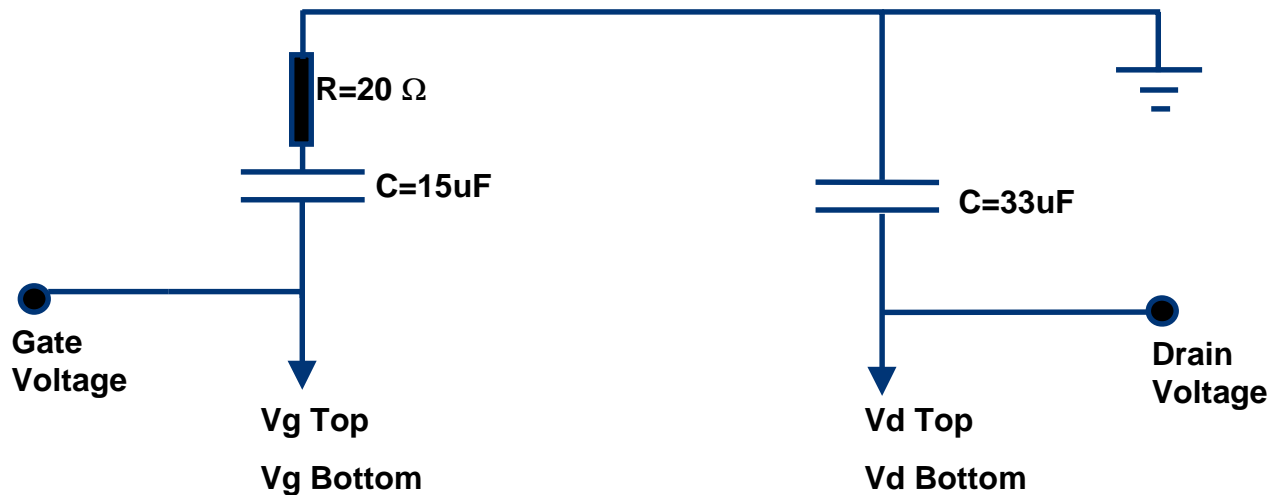 R=20 Ω
C=15uF
C=33uF
Gate
Voltage
Drain
Voltage
Vg Top
Vg Bottom
Vd Top
Vd Bottom